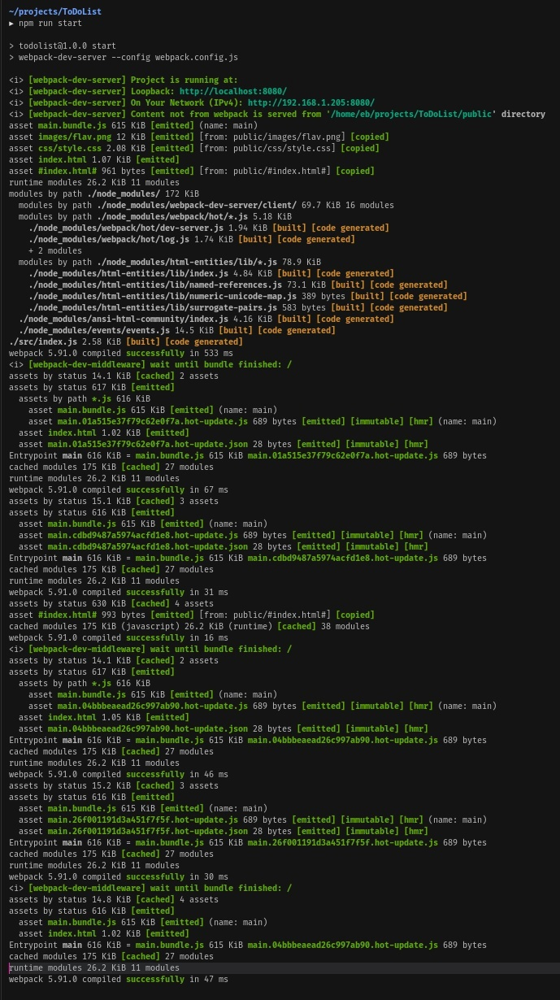 ~/projects/ToDoList
▶ npm run start
> todolist@1.0.0 start
> webpack-dev-server --config webpack.config.js
<i> [webpack-dev-server] Project is running at:
<i> [webpack-dev-server] Loopback: http://localhost:8080/
<i> [webpack-dev-server] On Your Network (IPv4): http://192.168.1.205:8080/
<i> [webpack-dev-server] Content not from webpack is served from '/home/eb/projects/ToDoList/public' directory
asset main.bundle.js 615 KiB [emitted] (name: main)
asset images/flav.png 12 KiB [emitted] [from: public/images/flav.png] [copied]
asset css/style.css 2.08 KiB [emitted] [from: public/css/style.css] [copied]
asset index.html 1.07 KiB [emitted]
asset #index.html# 961 bytes [emitted] [from: public/#index.html#] [copied]
runtime modules 26.2 KiB 11 modules
modules by path ./node_modules/ 172 KiB
  modules by path ./node_modules/webpack-dev-server/client/ 69.7 KiB 16 modules
  modules by path ./node_modules/webpack/hot/*.js 5.18 KiB
    ./node_modules/webpack/hot/dev-server.js 1.94 KiB [built] [code generated]
    ./node_modules/webpack/hot/log.js 1.74 KiB [built] [code generated]
    + 2 modules
  modules by path ./node_modules/html-entities/lib/*.js 78.9 KiB
    ./node_modules/html-entities/lib/index.js 4.84 KiB [built] [code generated]
    ./node_modules/html-entities/lib/named-references.js 73.1 KiB [built] [code generated]
    ./node_modules/html-entities/lib/numeric-unicode-map.js 389 bytes [built] [code generated]
    ./node_modules/html-entities/lib/surrogate-pairs.js 583 bytes [built] [code generated]
  ./node_modules/ansi-html-community/index.js 4.16 KiB [built] [code generated]
  ./node_modules/events/events.js 14.5 KiB [built] [code generated]
./src/index.js 2.58 KiB [built] [code generated]
webpack 5.91.0 compiled successfully in 533 ms
<i> [webpack-dev-middleware] wait until bundle finished: /
assets by status 14.1 KiB [cached] 2 assets
assets by status 617 KiB [emitted]
  assets by path *.js 616 KiB
    asset main.bundle.js 615 KiB [emitted] (name: main)
    asset main.01a515e37f79c62e0f7a.hot-update.js 689 bytes [emitted] [immutable] [hmr] (name: main)
  asset index.html 1.02 KiB [emitted]
  asset main.01a515e37f79c62e0f7a.hot-update.json 28 bytes [emitted] [immutable] [hmr]
Entrypoint main 616 KiB = main.bundle.js 615 KiB main.01a515e37f79c62e0f7a.hot-update.js 689 bytes
cached modules 175 KiB [cached] 27 modules
runtime modules 26.2 KiB 11 modules
webpack 5.91.0 compiled successfully in 67 ms
assets by status 15.1 KiB [cached] 3 assets
assets by status 616 KiB [emitted]
  asset main.bundle.js 615 KiB [emitted] (name: main)
  asset main.cdbd9487a5974acfd1e8.hot-update.js 689 bytes [emitted] [immutable] [hmr] (name: main)
  asset main.cdbd9487a5974acfd1e8.hot-update.json 28 bytes [emitted] [immutable] [hmr]
Entrypoint main 616 KiB = main.bundle.js 615 KiB main.cdbd9487a5974acfd1e8.hot-update.js 689 bytes
cached modules 175 KiB [cached] 27 modules
runtime modules 26.2 KiB 11 modules
webpack 5.91.0 compiled successfully in 31 ms
assets by status 630 KiB [cached] 4 assets
asset #index.html# 993 bytes [emitted] [from: public/#index.html#] [copied]
cached modules 175 KiB (javascript) 26.2 KiB (runtime) [cached] 38 modules
webpack 5.91.0 compiled successfully in 16 ms
<i> [webpack-dev-middleware] wait until bundle finished: /
assets by status 14.1 KiB [cached] 2 assets
assets by status 617 KiB [emitted]
  assets by path *.js 616 KiB
    asset main.bundle.js 615 KiB [emitted] (name: main)
    asset main.04bbbeaead26c997ab90.hot-update.js 689 bytes [emitted] [immutable] [hmr] (name: main)
  asset index.html 1.05 KiB [emitted]
  asset main.04bbbeaead26c997ab90.hot-update.json 28 bytes [emitted] [immutable] [hmr]
Entrypoint main 616 KiB = main.bundle.js 615 KiB main.04bbbeaead26c997ab90.hot-update.js 689 bytes
cached modules 175 KiB [cached] 27 modules
runtime modules 26.2 KiB 11 modules
webpack 5.91.0 compiled successfully in 46 ms
assets by status 15.2 KiB [cached] 3 assets
assets by status 616 KiB [emitted]
  asset main.bundle.js 615 KiB [emitted] (name: main)
  asset main.26f001191d3a451f7f5f.hot-update.js 689 bytes [emitted] [immutable] [hmr] (name: main)
  asset main.26f001191d3a451f7f5f.hot-update.json 28 bytes [emitted] [immutable] [hmr]
Entrypoint main 616 KiB = main.bundle.js 615 KiB main.26f001191d3a451f7f5f.hot-update.js 689 bytes
cached modules 175 KiB [cached] 27 modules
runtime modules 26.2 KiB 11 modules
webpack 5.91.0 compiled successfully in 30 ms
<i> [webpack-dev-middleware] wait until bundle finished: /
assets by status 14.8 KiB [cached] 4 assets
assets by status 616 KiB [emitted]
  asset main.bundle.js 615 KiB [emitted] (name: main)
  asset index.html 1.02 KiB [emitted]
Entrypoint main 616 KiB = main.bundle.js 615 KiB main.04bbbeaead26c997ab90.hot-update.js 689 bytes
cached modules 175 KiB [cached] 27 modules
runtime modules 26.2 KiB 11 modules
webpack 5.91.0 compiled successfully in 47 ms